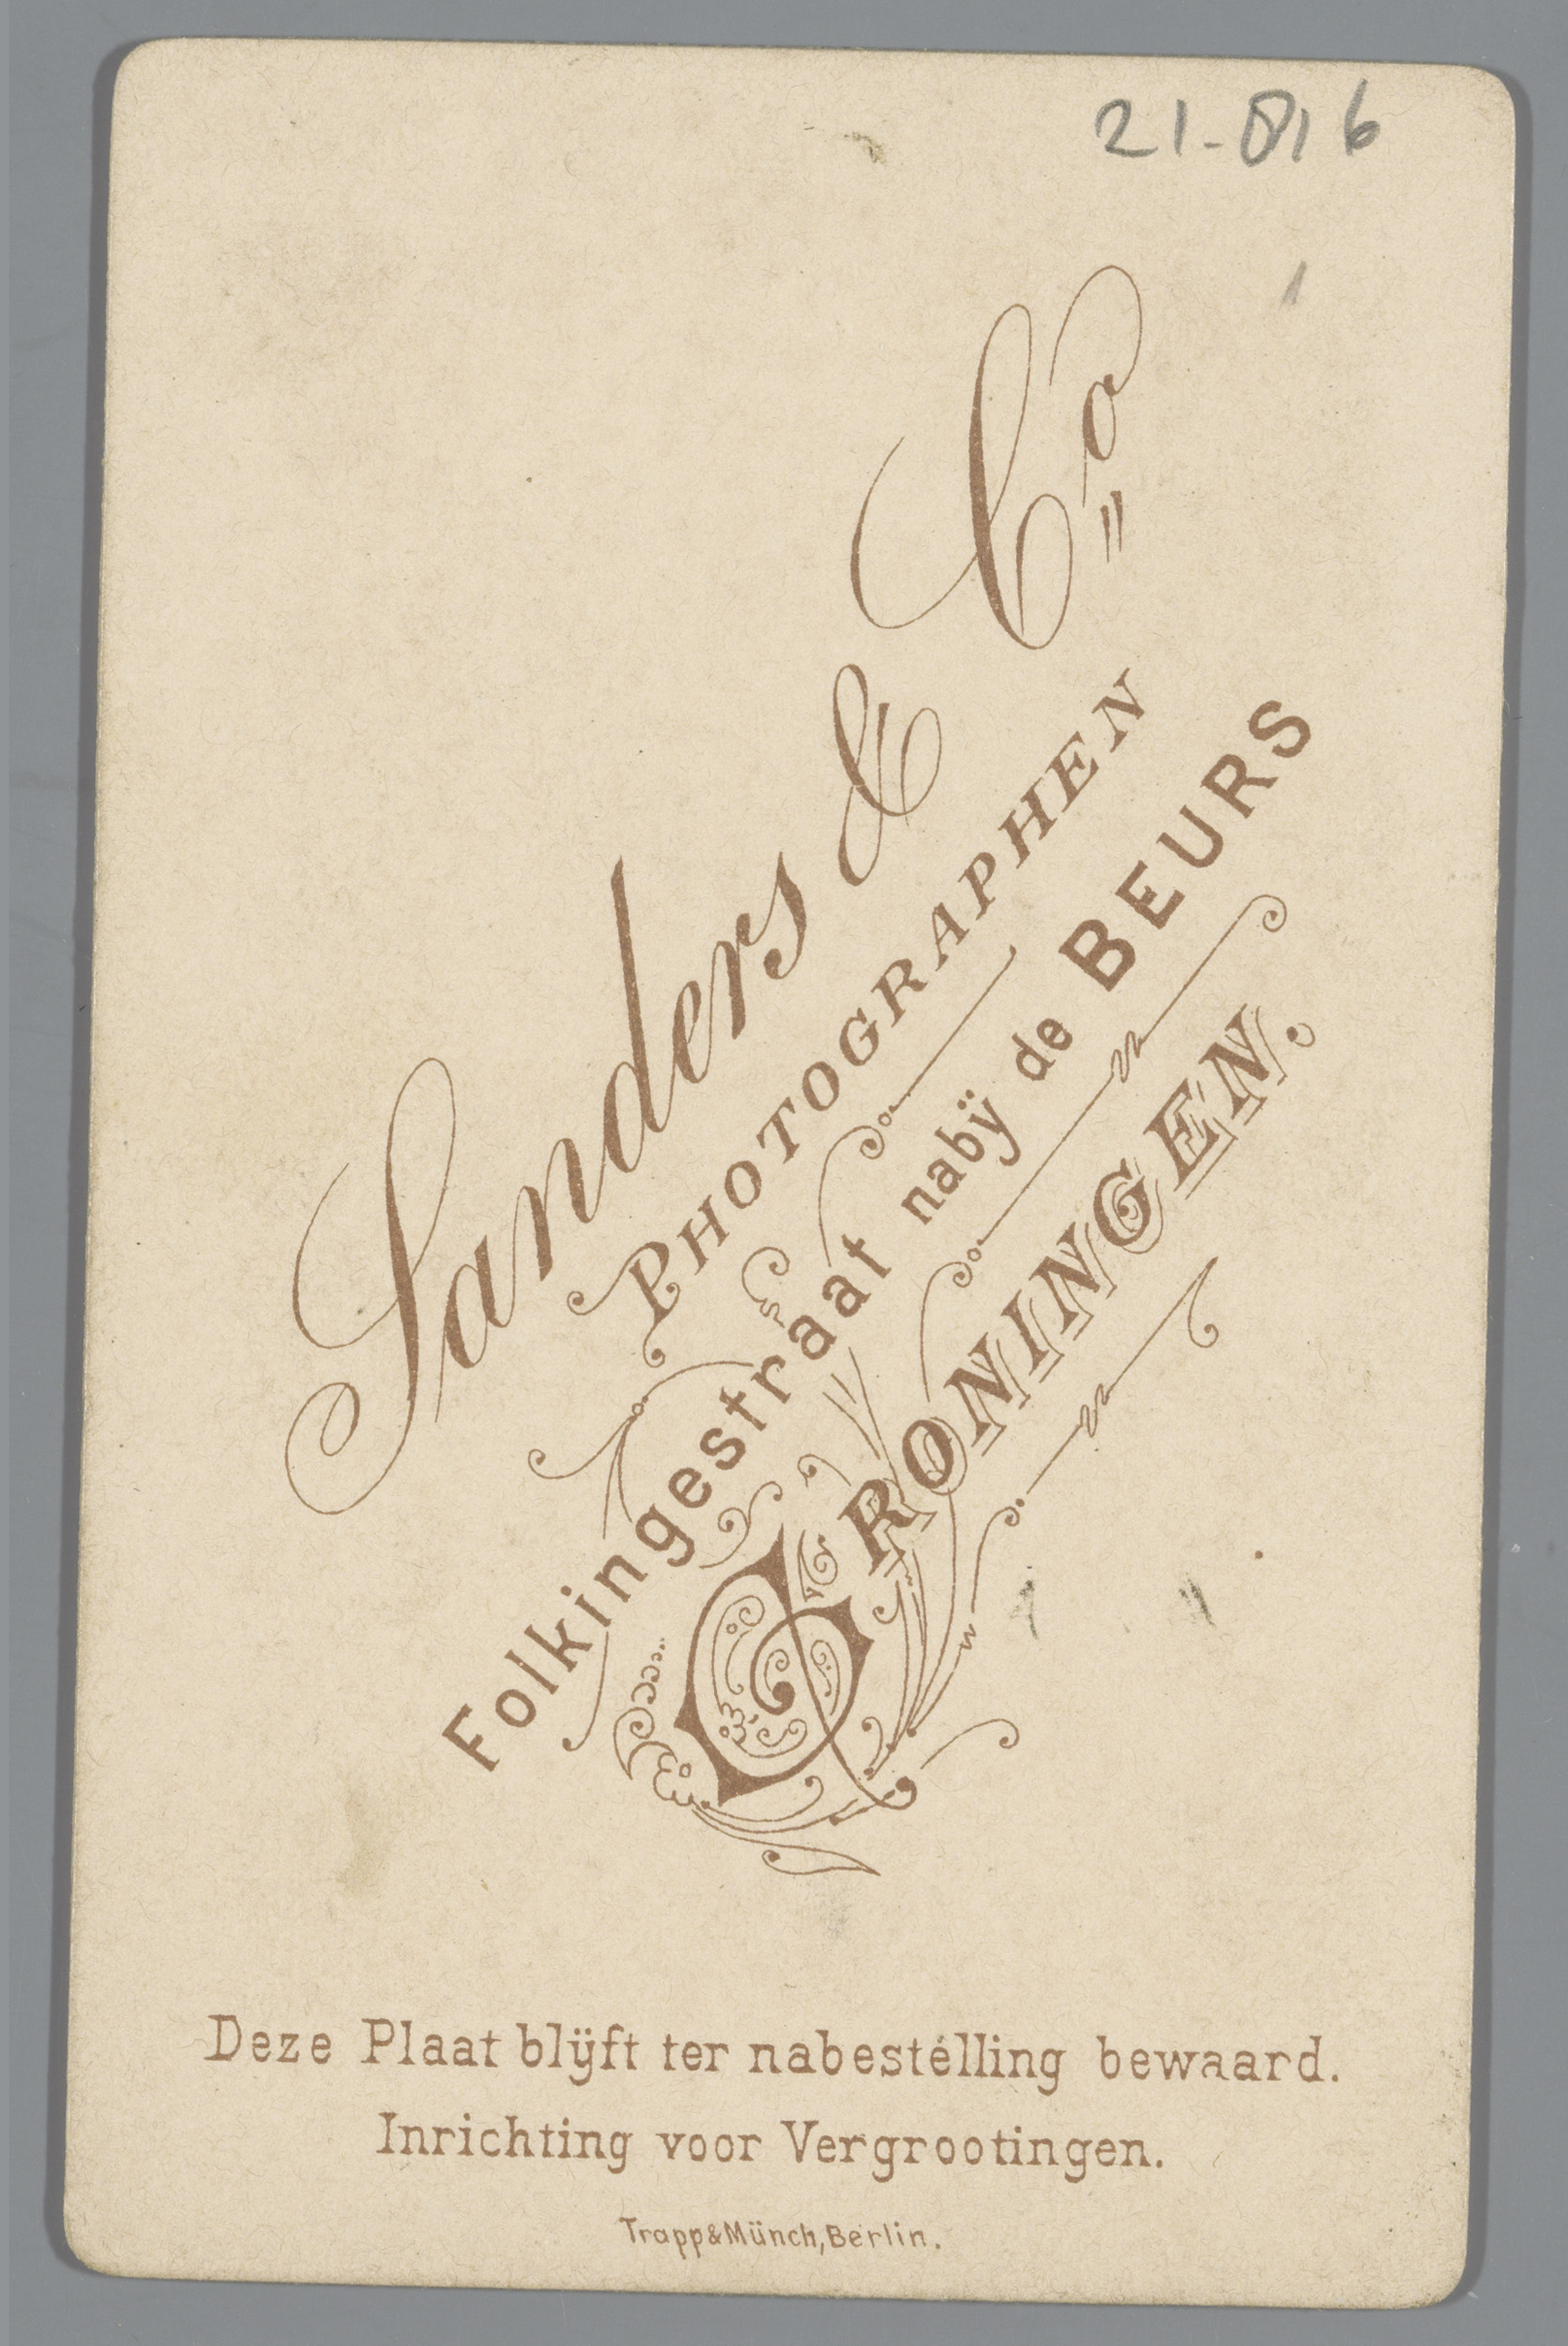 21-816
Sanders & Co
PHOTOGRAPHEN
Folkingestraat nabÿ de BEURS
GRONINGEN.
Deze Plaat blÿft ter nabestélling bewaard.
Inrichting voor Vergrootingen.
Trapp&Münch,Berlin.